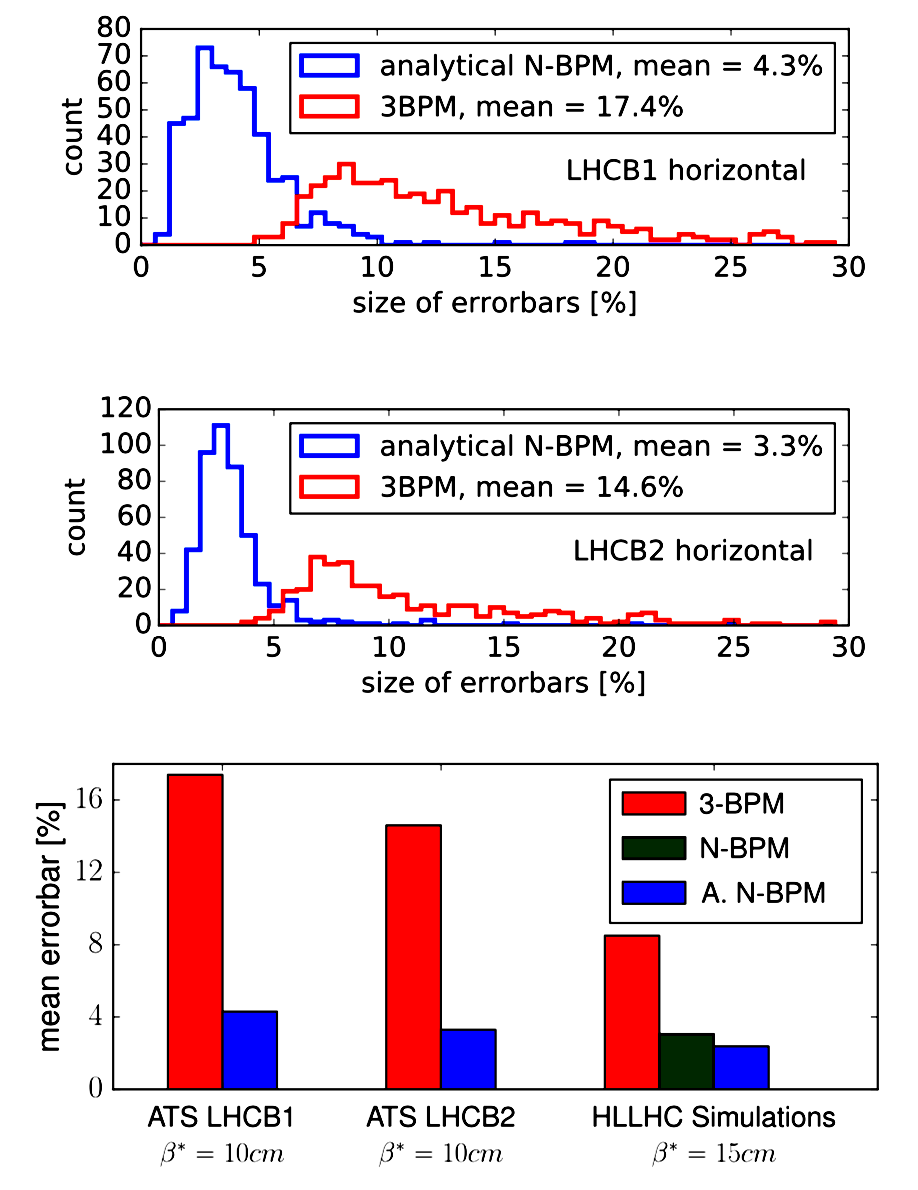 80
70
60
50
40
30
20
10
0
count
analytical N-BPM, mean = 4.3%
3BPM, mean = 17.4%
LHCB1 horizontal
0 5 10 15 20 25 30
size of errorbars [%]
120
100
80
60
40
20
0
count
analytical N-BPM, mean = 3.3%
3BPM, mean = 14.6%
LHCB2 horizontal
0 5 10 15 20 25 30
size of errorbars [%]
16
12
8
4
0
mean errorbar [%]
3-BPM
N-BPM
A. N-BPM
ATS LHCB1 ATS LHCB2 HLLHC Simulations
β* = 10cm β* = 10cm β* = 15cm